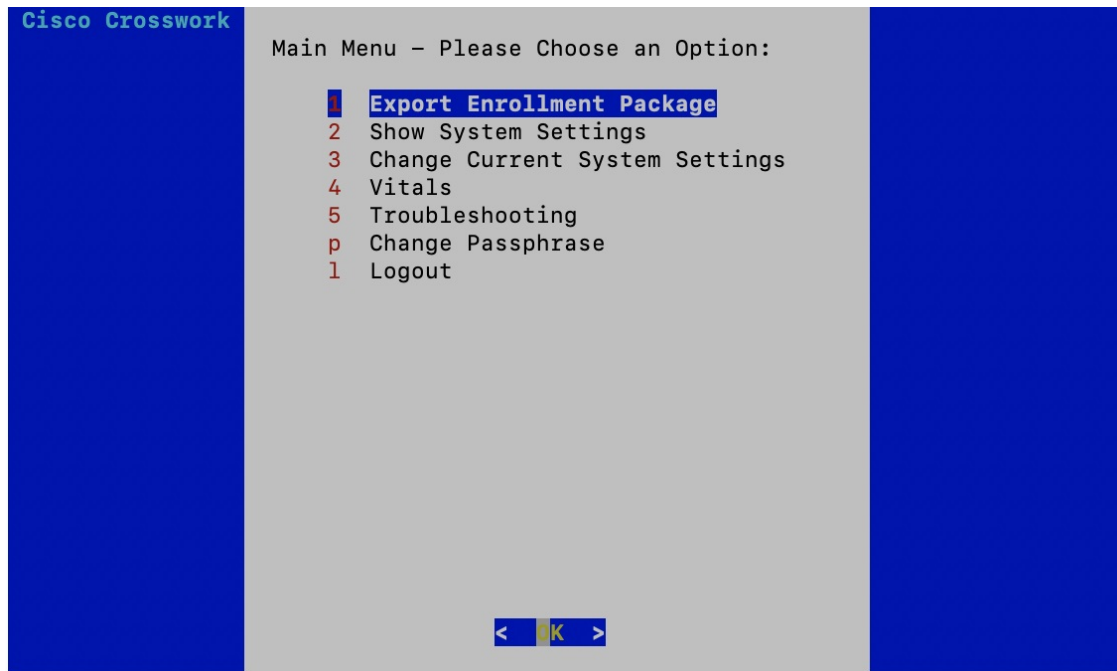 Cisco Crosswork
Main Menu – Please Choose an Option:
1 Export Enrollment Package
2 Show System Settings
3 Change Current System Settings
4 Vitals
5 Troubleshooting
p Change Passphrase
l Logout
< OK >